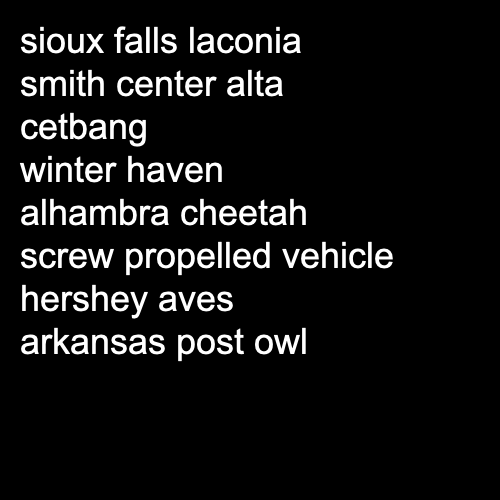 sioux falls laconia
smith center alta
cetbang
winter haven
alhambra cheetah
screw propelled vehicle
hershey aves
arkansas post owl